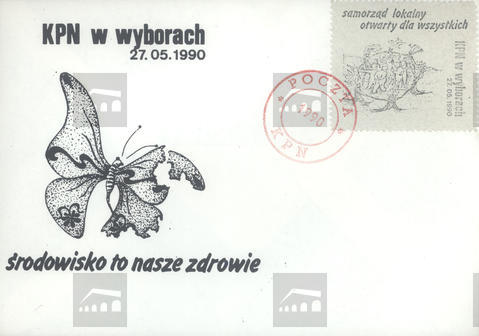 KPN w wyborach
27.05.1990
samorząd lokalny
otwarty dla wszystkich
KPN w wyborach
27 05 1990
* POCZTA *
1990
KPN
środowisko to nasze zdrowie